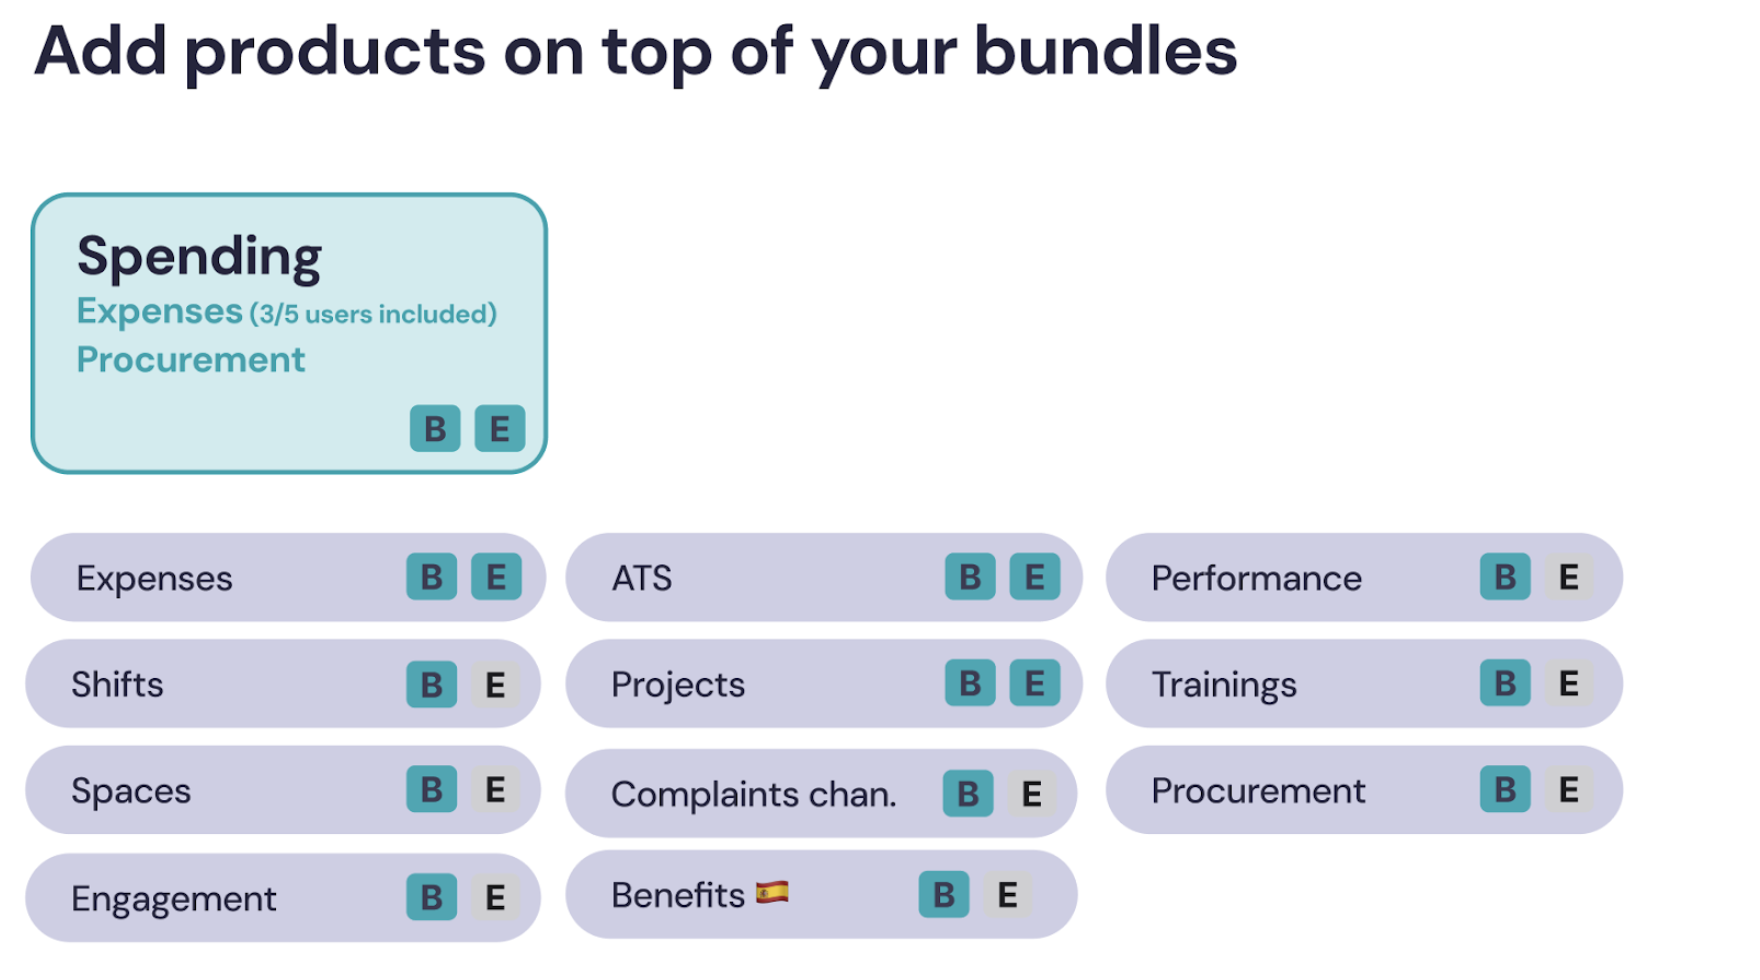 Add products on top of your bundles
Spending
Expenses (3/5 users included)
Procurement
B E
Expenses B E
ATS B E
Performance B E
Shifts B E
Projects B E
Trainings B E
Spaces B E
Complaints chan. B E
Procurement B E
Engagement B E
Benefits 🇪🇸 B E